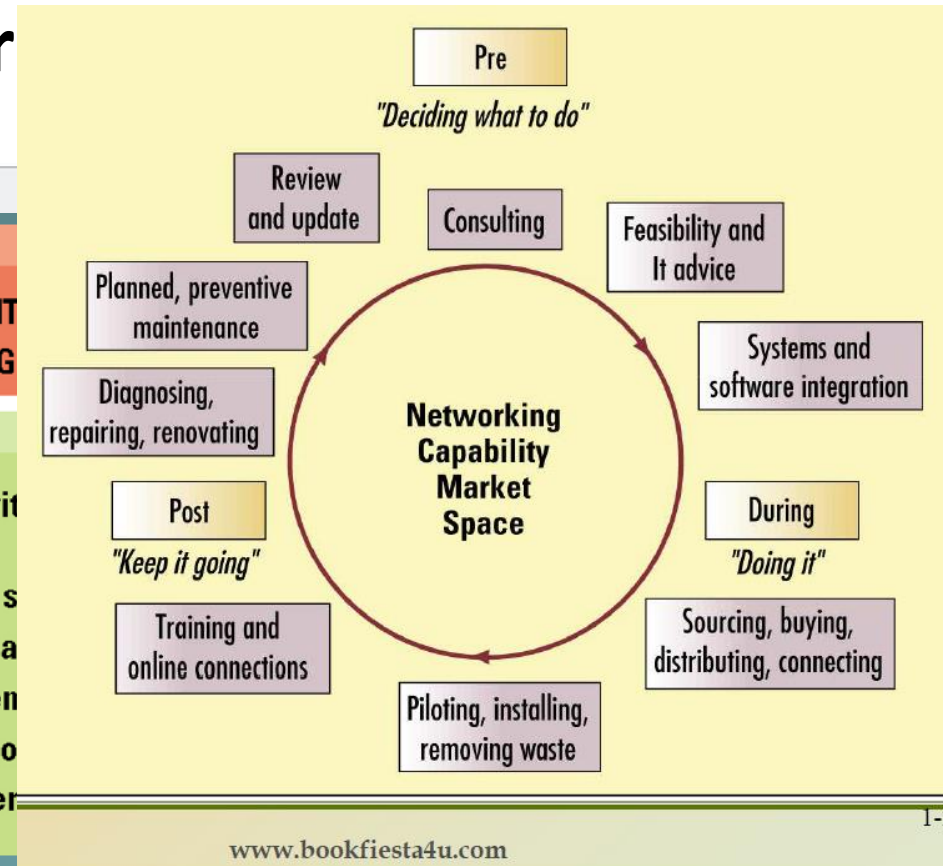 Pre
"Deciding what to do"
Review
and update
Consulting
Feasibility and
It advice
Planned, preventive
maintenance
Systems and
software integration
Diagnosing,
repairing, renovating
Networking
Capability
Market
Space
Post
"Keep it going"
During
"Doing it"
Training and
online connections
Sourcing, buying,
distributing, connecting
Piloting, installing,
removing waste
1-
www.bookfiesta4u.com